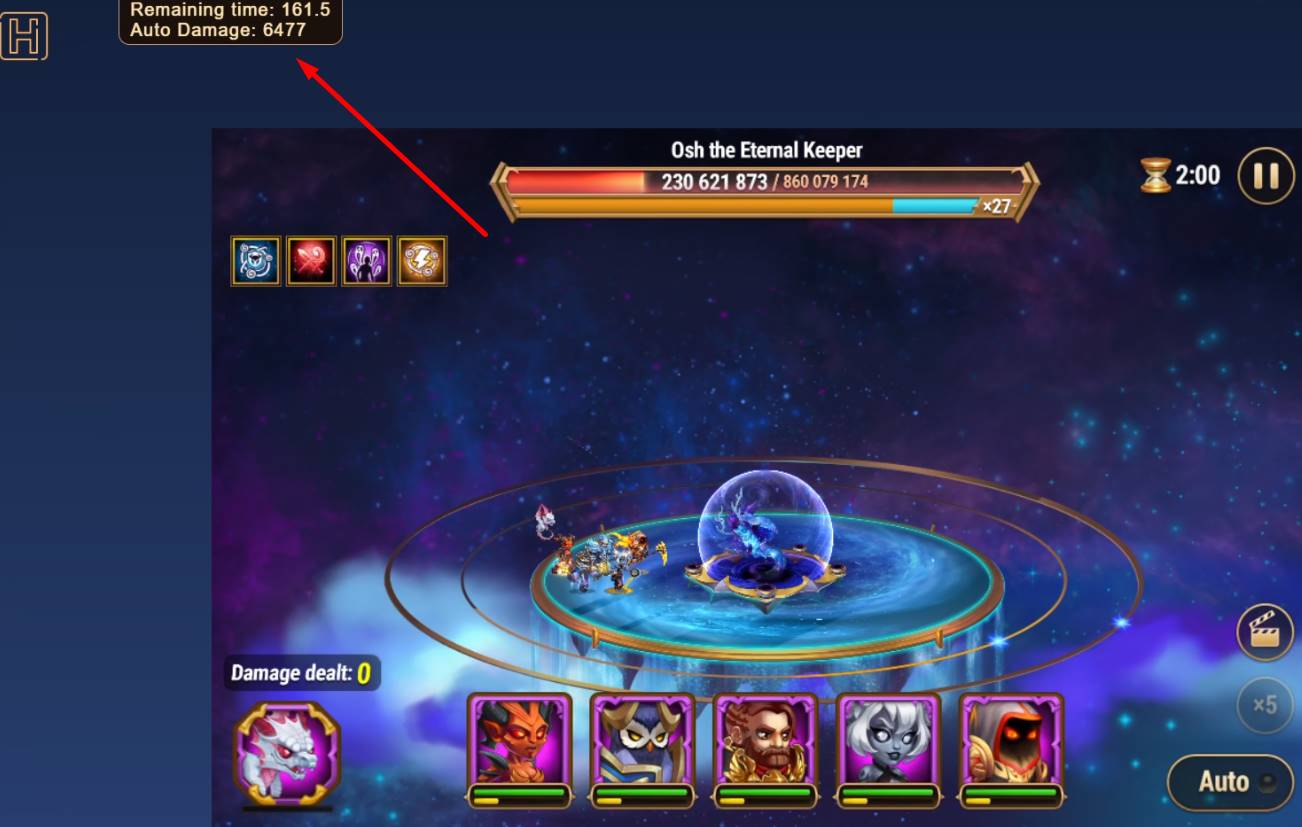 Remaining time: 161.5
Auto Damage: 6477
H
Osh the Eternal Keeper
230 621 873 / 860 079 174
×27
2:00
Damage dealt: 0
×5
Auto